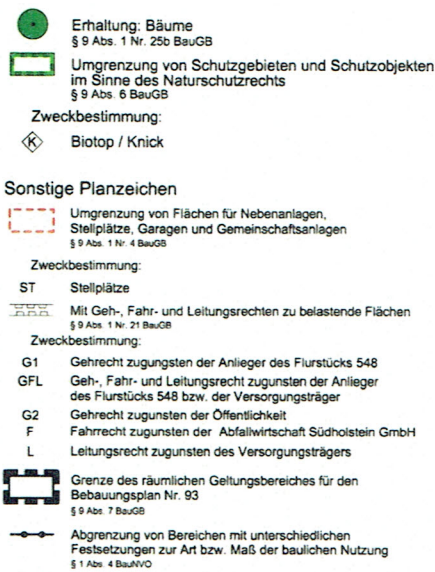 Erhaltung: Bäume
§ 9 Abs. 1 Nr. 25b BauGB
Umgrenzung von Schutzgebieten und Schutzobjekten
im Sinne des Naturschutzrechts
§ 9 Abs. 6 BauGB
Zweckbestimmung:
K Biotop / Knick
Sonstige Planzeichen
Umgrenzung von Flächen für Nebenanlagen,
Stellplätze, Garagen und Gemeinschaftsanlagen
§ 9 Abs. 1 Nr. 4 BauGB
Zweckbestimmung:
ST Stellplätze
Mit Geh-, Fahr- und Leitungsrechten zu belastende Flächen
§ 9 Abs. 1 Nr. 21 BauGB
Zweckbestimmung:
G1 Gehrecht zugungsten der Anlieger des Flurstücks 548
GFL Geh-, Fahr- und Leitungsrecht zugunsten der Anlieger
des Flurstücks 548 bzw. der Versorgungsträger
G2 Gehrecht zugunsten der Öffentlichkeit
F Fahrrecht zugunsten der Abfallwirtschaft Südholstein GmbH
L Leitungsrecht zugunsten des Versorgungsträgers
Grenze des räumlichen Geltungsbereiches für den
Bebauungsplan Nr. 93
§ 9 Abs. 7 BauGB
Abgrenzung von Bereichen mit unterschiedlichen
Festsetzungen zur Art bzw. Maß der baulichen Nutzung
§ 1 Abs. 4 BauNVO